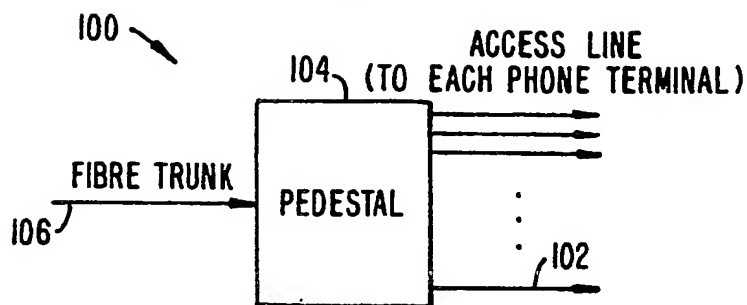 100
ACCESS LINE
104 (TO EACH PHONE TERMINAL)
FIBRE TRUNK
PEDESTAL
106
102